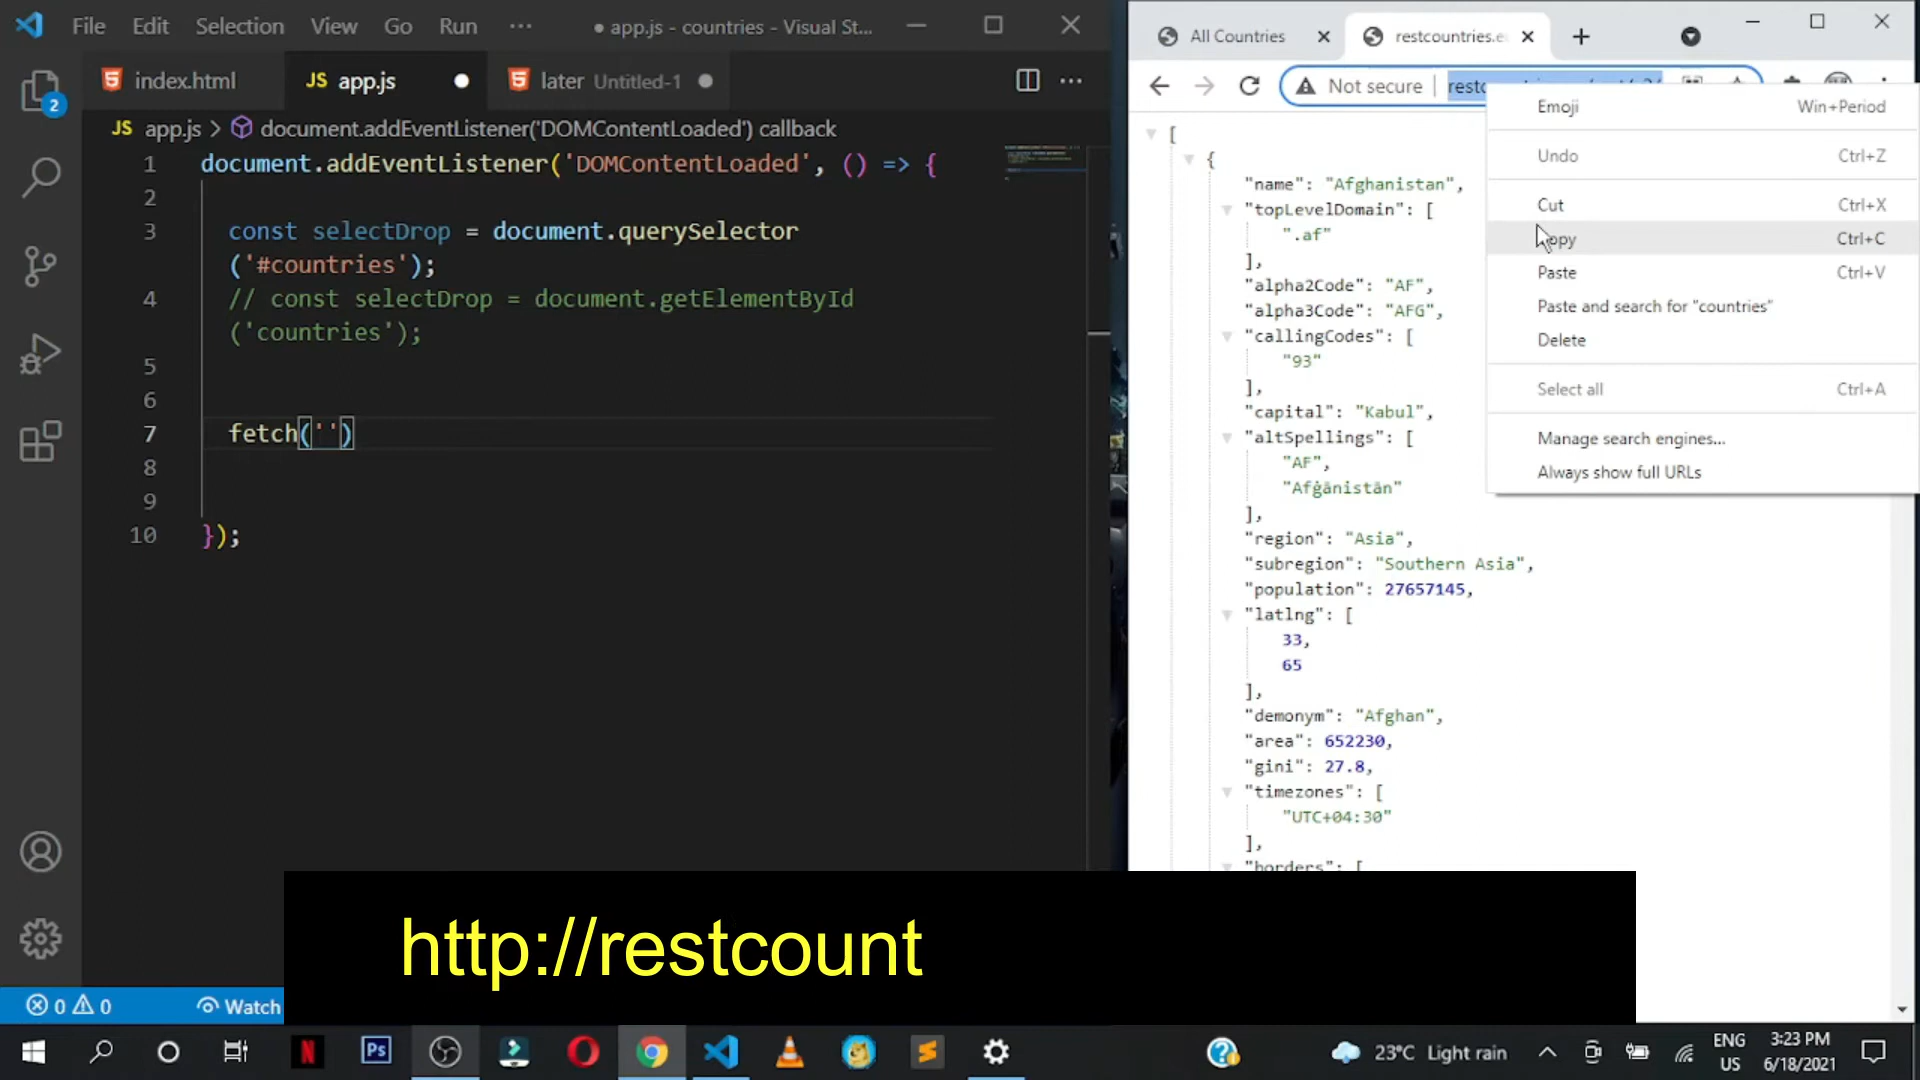 File Edit Selection View Go Run ··· ● app.js - countries - Visual St...
index.html JS app.js later Untitled-1
JS app.js > document.addEventListener('DOMContentLoaded') callback
1 document.addEventListener('DOMContentLoaded', () => {
2
3 const selectDrop = document.querySelector
('#countries');
4 // const selectDrop = document.getElementById
('countries');
5
6
7 fetch('')
8
9
10 });
2
0 0 Watch
All Countries
restcountries.e
Not secure
Emoji Win+Period
Undo Ctrl+Z
Cut Ctrl+X
Copy Ctrl+C
Paste Ctrl+V
Paste and search for "countries"
Delete
Select all Ctrl+A
Manage search engines...
Always show full URLs
[
{
"name": "Afghanistan",
"topLevelDomain": [
".af"
],
"alpha2Code": "AF",
"alpha3Code": "AFG",
"callingCodes": [
"93"
],
"capital": "Kabul",
"altSpellings": [
"AF",
"Afġānistān"
],
"region": "Asia",
"subregion": "Southern Asia",
"population": 27657145,
"latlng": [
33,
65
],
"demonym": "Afghan",
"area": 652230,
"gini": 27.8,
"timezones": [
"UTC+04:30"
],
"borders": [
http://restcount
Ps
23°C Light rain
ENG
US
3:23 PM
6/18/2021